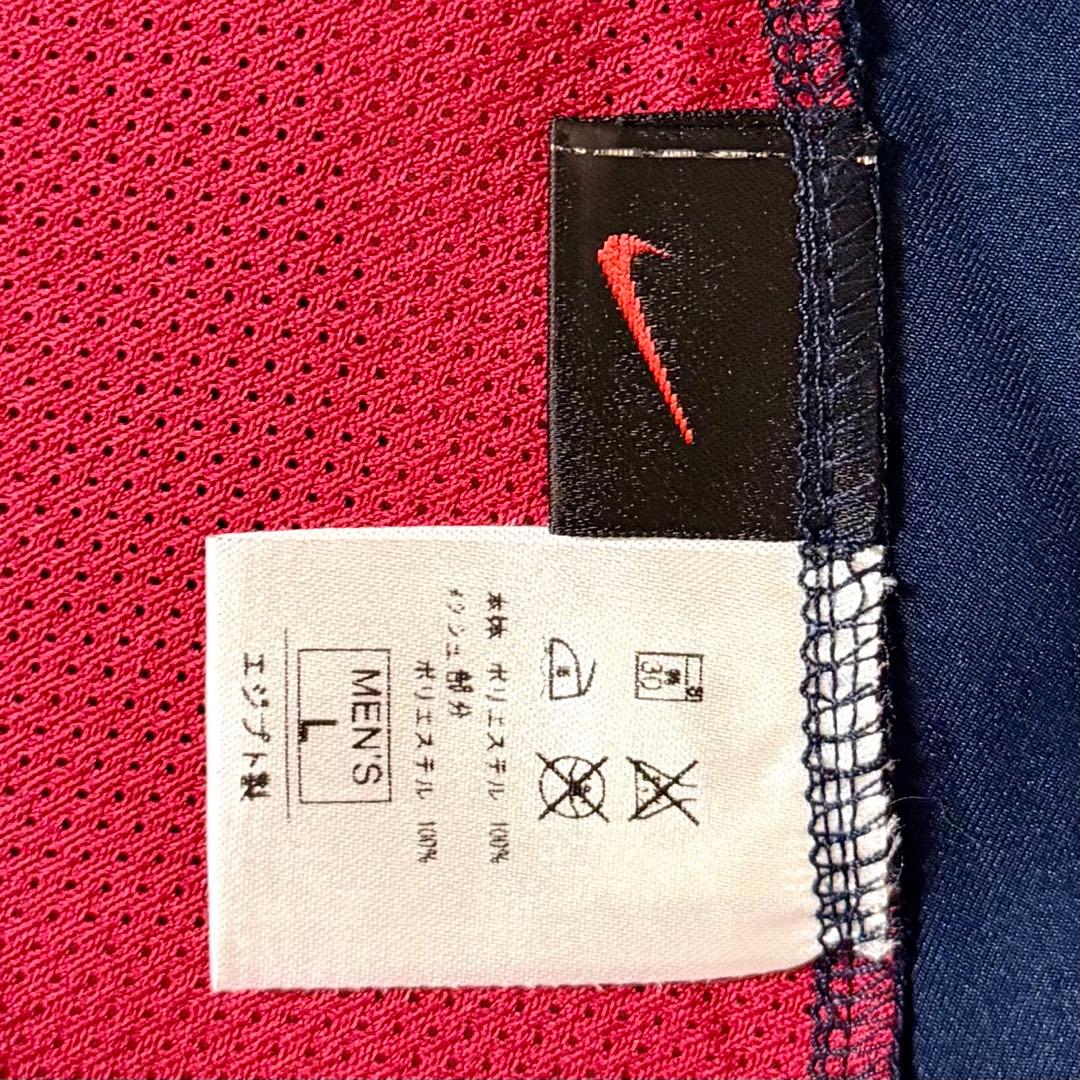 30
本体 ポリエステル 100%
メッシュ部分
ポリエステル 100%
MEN'S
L
エジプト製